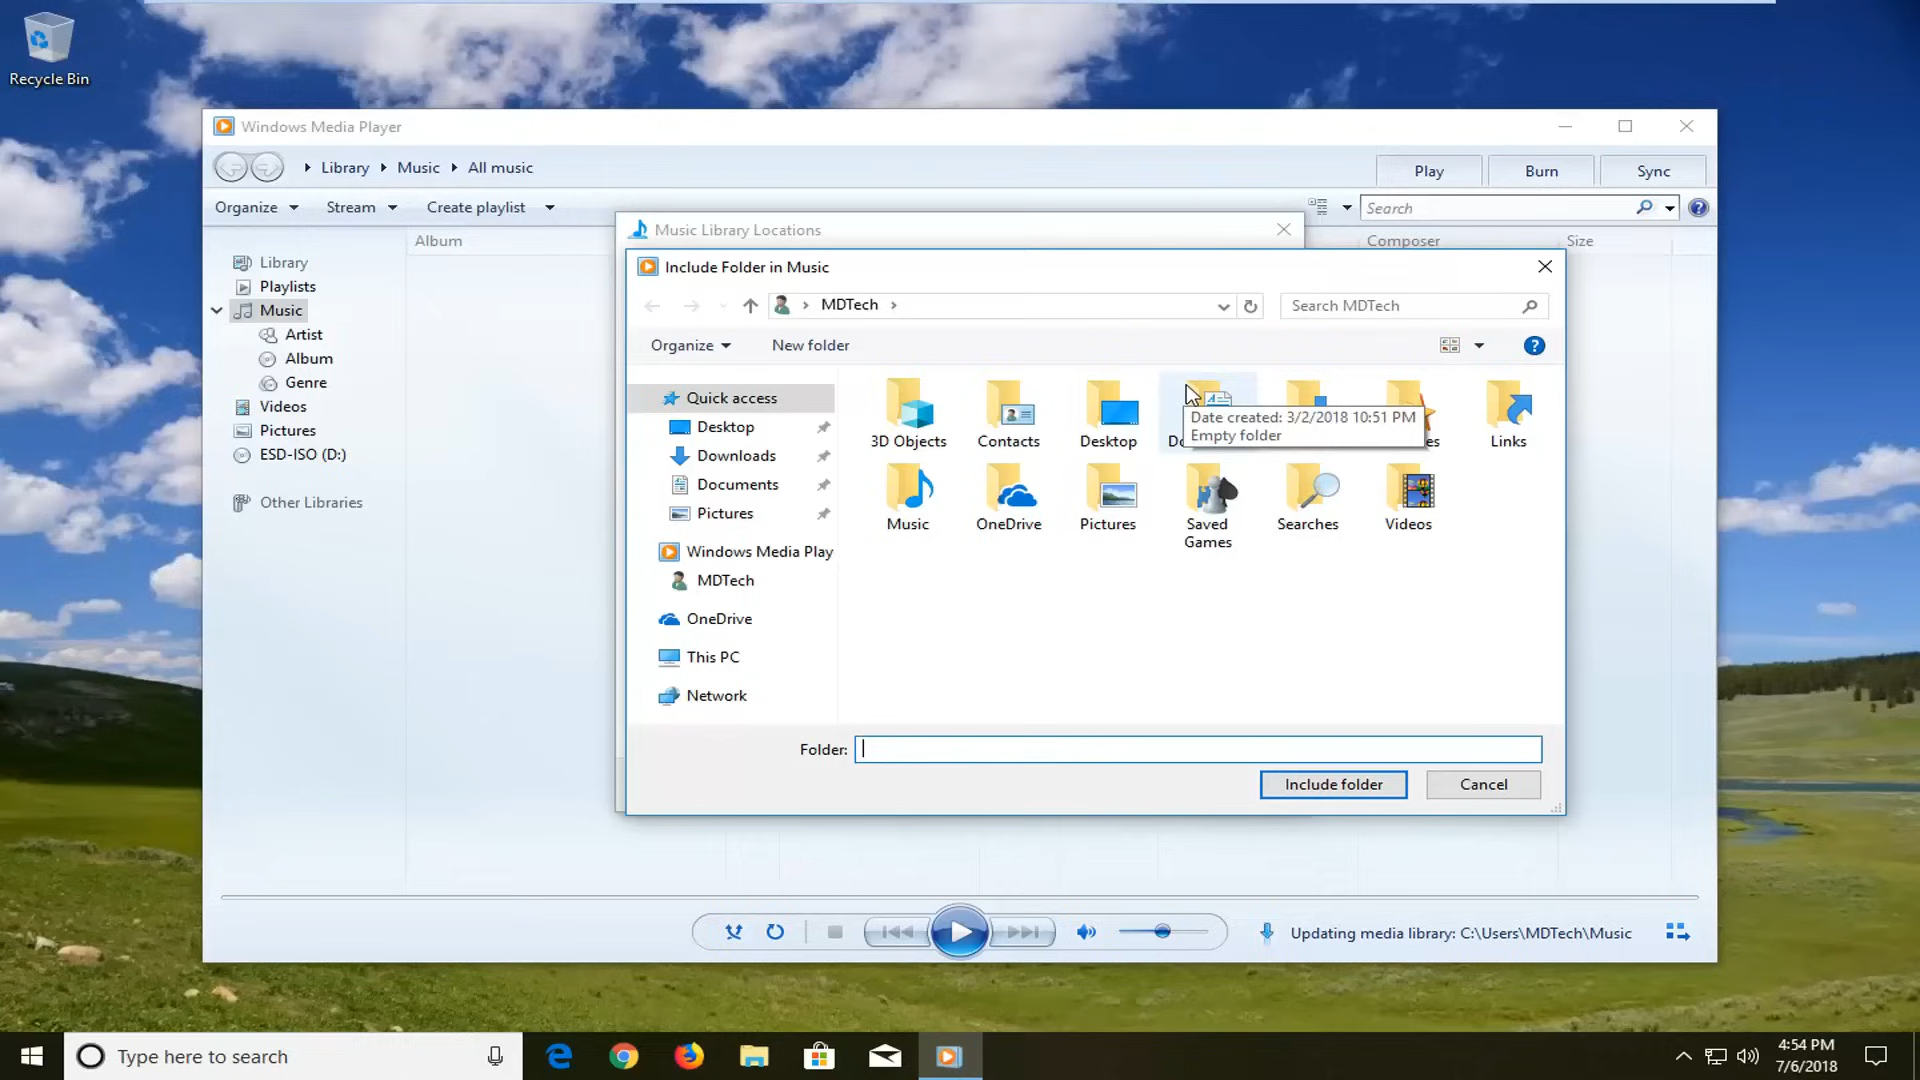 Recycle Bin
Windows Media Player
Library
Music
All music
Play
Burn
Sync
Organize
Stream
Create playlist
Search
Album
Composer
Size
Library
Playlists
Music
Artist
Album
Genre
Videos
Pictures
ESD-ISO (D:)
Other Libraries
Music Library Locations
Include Folder in Music
MDTech
Search MDTech
Organize
New folder
Quick access
Desktop
Downloads
Documents
Pictures
Windows Media Play
MDTech
OneDrive
This PC
Network
3D Objects
Contacts
Desktop
Links
Date created: 3/2/2018 10:51 PM
Empty folder
Music
OneDrive
Pictures
Saved
Games
Searches
Videos
Folder:
Include folder
Cancel
Updating media library: C:\Users\MDTech\Music
Type here to search
4:54 PM
7/6/2018